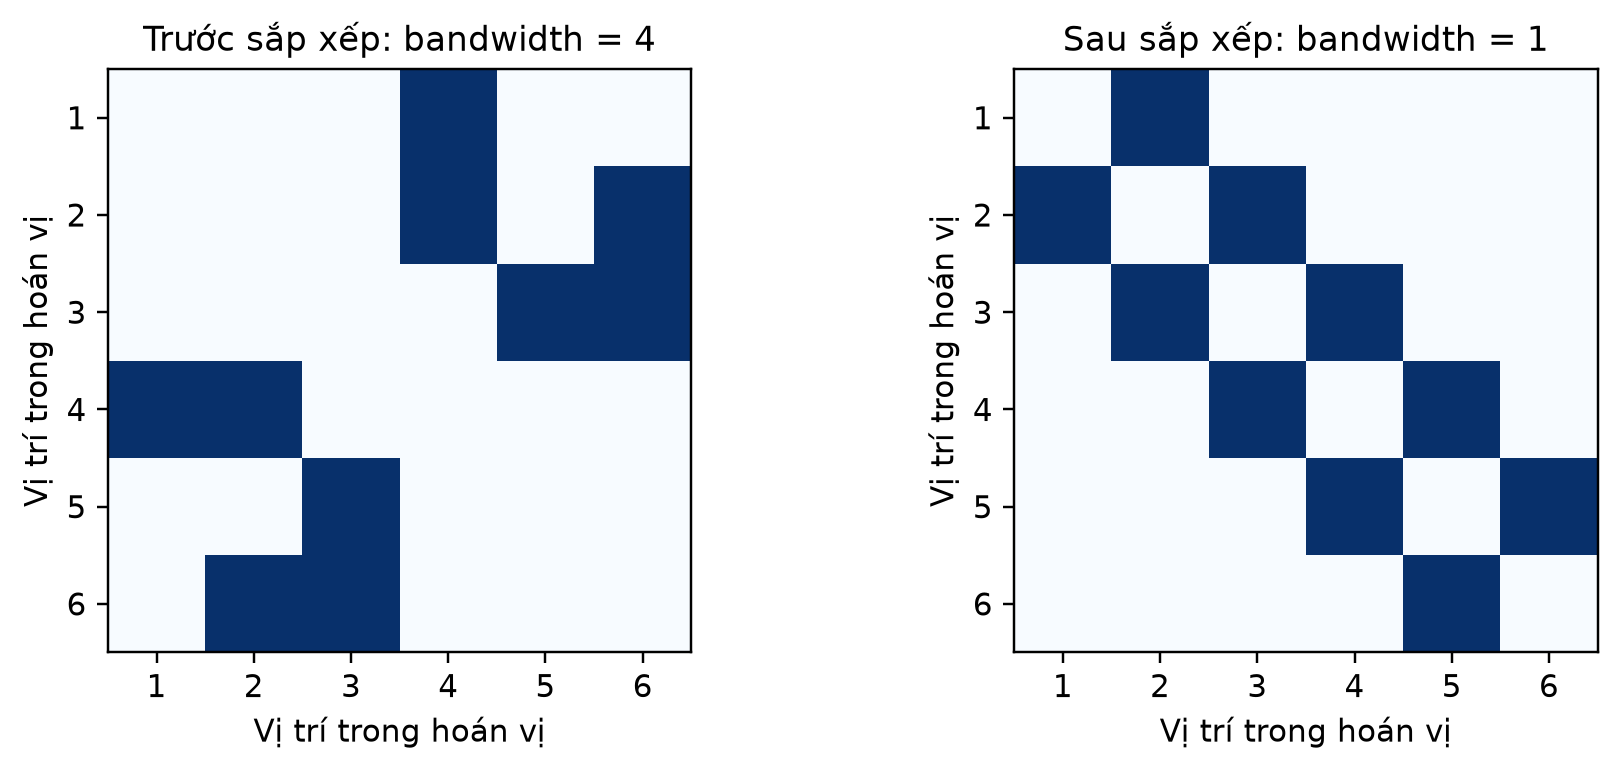 Trước sắp xếp: bandwidth = 4
Vị trí trong hoán vị
1
2
3
4
5
6
1 2 3 4 5 6
Vị trí trong hoán vị
Sau sắp xếp: bandwidth = 1
Vị trí trong hoán vị
1
2
3
4
5
6
1 2 3 4 5 6
Vị trí trong hoán vị